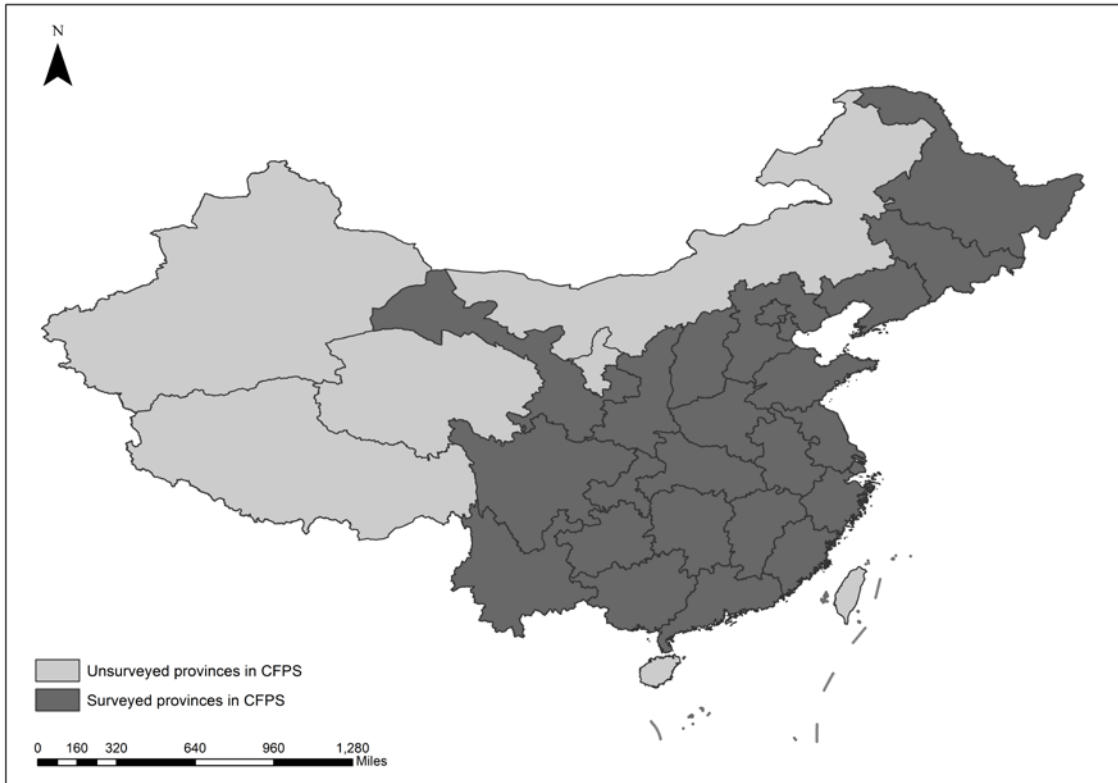 N
Unsurveyed provinces in CFPS
Surveyed provinces in CFPS
0 160 320 640 960 1,280
Miles